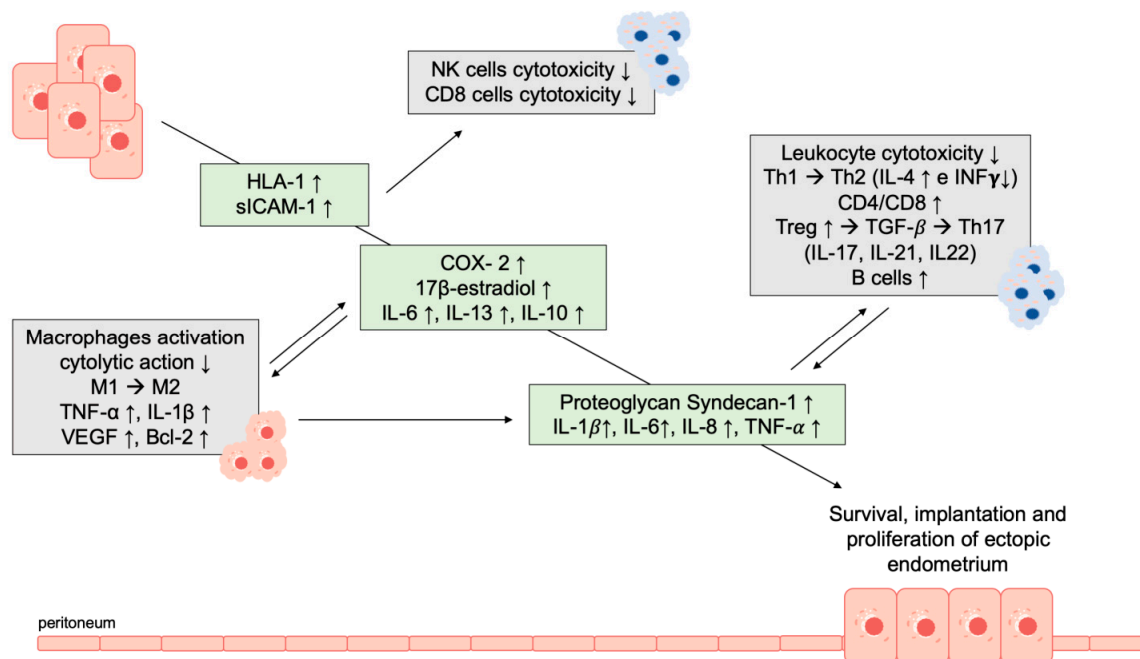 NK cells cytotoxicity ↓
CD8 cells cytotoxicity ↓
HLA-1 ↑
sICAM-1 ↑
Leukocyte cytotoxicity ↓
Th1 → Th2 (IL-4 ↑ e INFγ↓)
CD4/CD8 ↑
Treg ↑ → TGF-β → Th17
(IL-17, IL-21, IL22)
B cells ↑
COX- 2 ↑
17β-estradiol ↑
IL-6 ↑, IL-13 ↑, IL-10 ↑
Macrophages activation
cytolytic action ↓
M1 → M2
TNF-α ↑, IL-1β ↑
VEGF ↑, Bcl-2 ↑
Proteoglycan Syndecan-1 ↑
IL-1β↑, IL-6↑, IL-8 ↑, TNF-α ↑
Survival, implantation and
proliferation of ectopic
endometrium
peritoneum